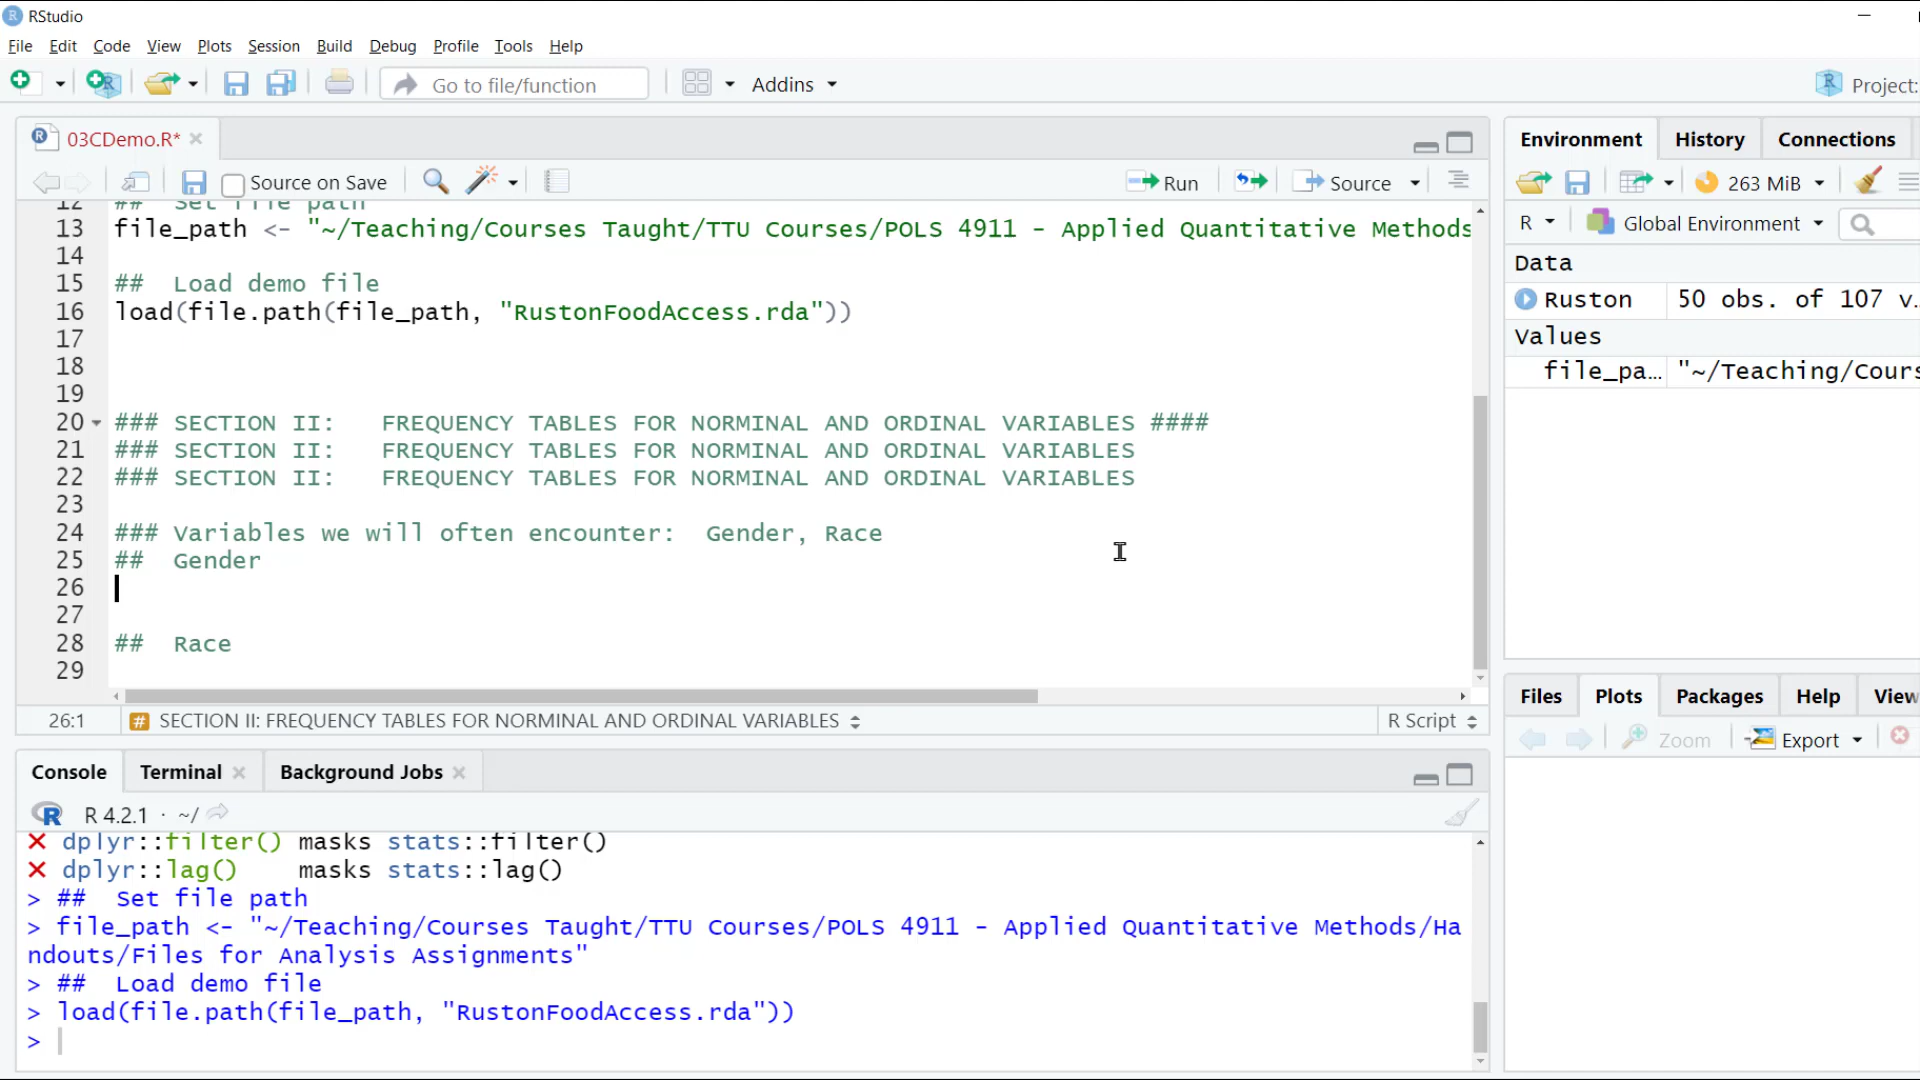 RStudio
File Edit Code View Plots Session Build Debug Profile Tools Help
Go to file/function Addins Project:
03CDemo.R*
Source on Save Run Source
12 ##  Set file path
13 file_path <- "~/Teaching/Courses Taught/TTU Courses/POLS 4911 - Applied Quantitative Methods
14
15 ##  Load demo file
16 load(file.path(file_path, "RustonFoodAccess.rda"))
17
18
19
20 ### SECTION II:   FREQUENCY TABLES FOR NORMINAL AND ORDINAL VARIABLES ####
21 ### SECTION II:   FREQUENCY TABLES FOR NORMINAL AND ORDINAL VARIABLES
22 ### SECTION II:   FREQUENCY TABLES FOR NORMINAL AND ORDINAL VARIABLES
23
24 ### Variables we will often encounter:  Gender, Race
25 ##  Gender
26
27
28 ##  Race
29
26:1 # SECTION II: FREQUENCY TABLES FOR NORMINAL AND ORDINAL VARIABLES R Script
Console Terminal Background Jobs
R 4.2.1 · ~/
dplyr::filter() masks stats::filter()
dplyr::lag()    masks stats::lag()
> ##  Set file path
> file_path <- "~/Teaching/Courses Taught/TTU Courses/POLS 4911 - Applied Quantitative Methods/Ha
ndouts/Files for Analysis Assignments"
> ##  Load demo file
> load(file.path(file_path, "RustonFoodAccess.rda"))
>
Environment History Connections
263 MiB
R Global Environment
Data
Ruston 50 obs. of 107 v…
Values
file_pa… "~/Teaching/Cours
Files Plots Packages Help View
Zoom Export